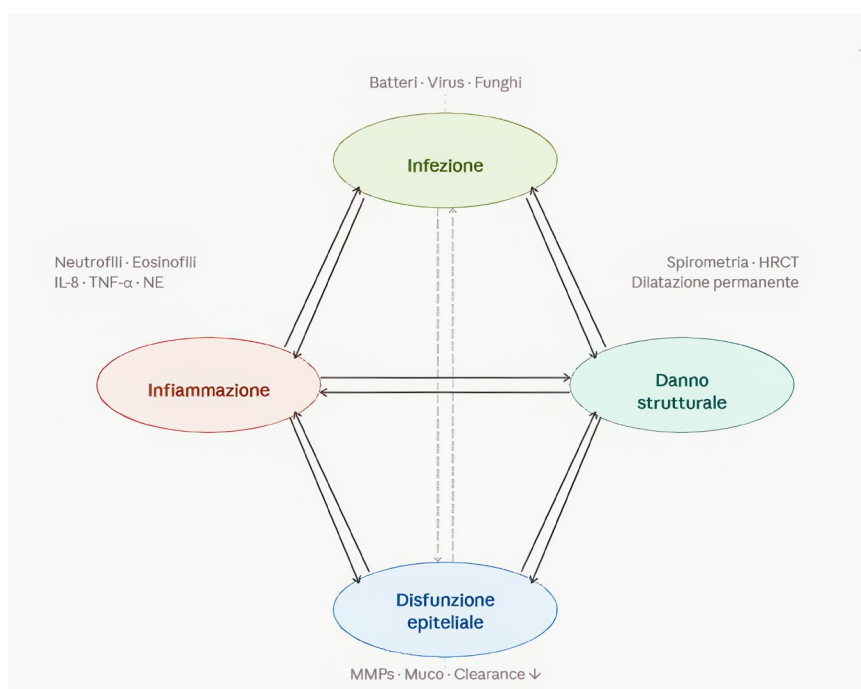 Batteri · Virus · Funghi
Infezione
Neutrofili · Eosinofili
IL-8 · TNF-α · NE
Spirometria · HRCT
Dilatazione permanente
Infiammazione
Danno
strutturale
Disfunzione
epiteliale
MMPs · Muco · Clearance ↓